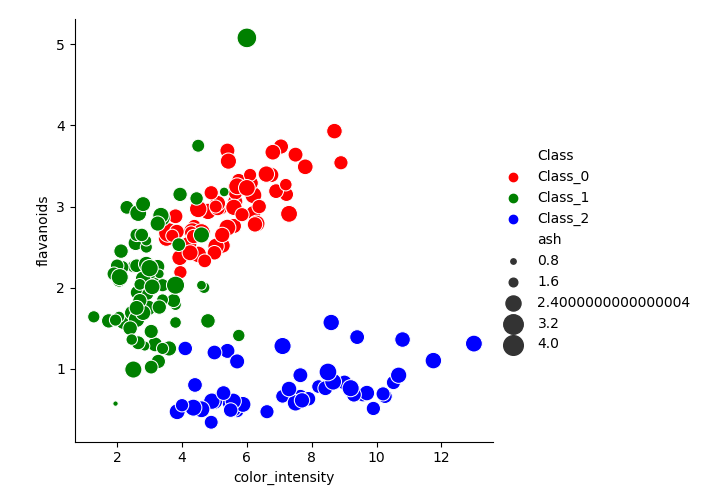 5
4
3
2
1
flavanoids
2 4 6 8 10 12
color_intensity
Class
Class_0
Class_1
Class_2
ash
0.8
1.6
2.4000000000000004
3.2
4.0